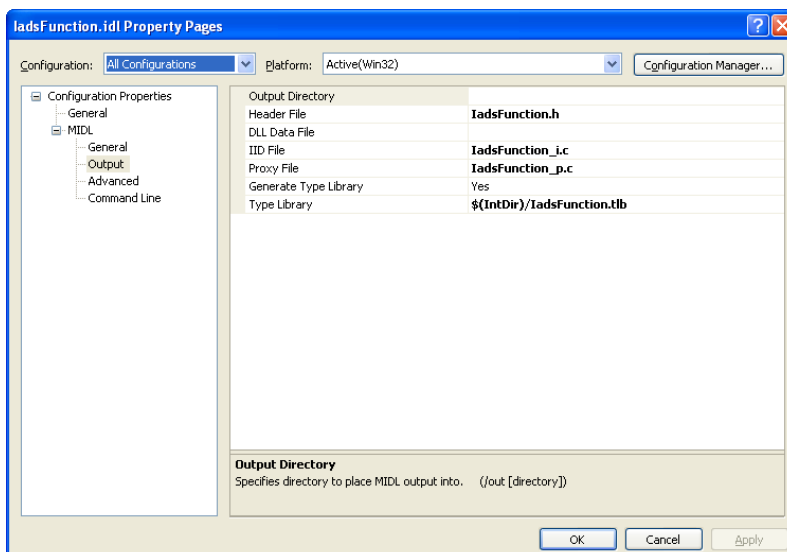 IadsFunction.idl Property Pages
Configuration: All Configurations Platform: Active(Win32) Configuration Manager...
Configuration Properties
General
MIDL
General
Output
Advanced
Command Line
Output Directory
Header File IadsFunction.h
DLL Data File
IID File IadsFunction_i.c
Proxy File IadsFunction_p.c
Generate Type Library Yes
Type Library $(IntDir)/IadsFunction.tlb
Output Directory
Specifies directory to place MIDL output into. (/out [directory])
OK Cancel Apply